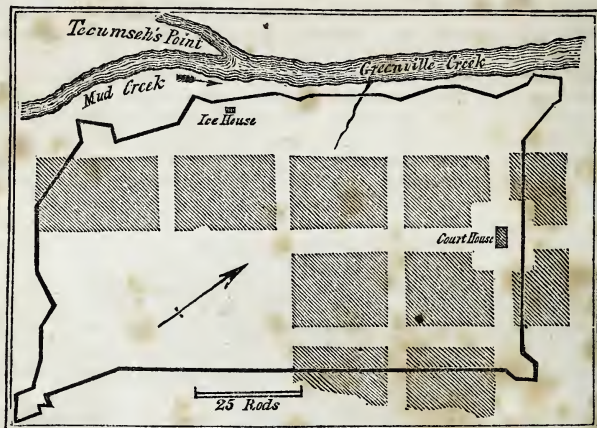 Tecumseh's Point
Greenville Creek
Mud Creek
Ice House
Court House
25 Rods